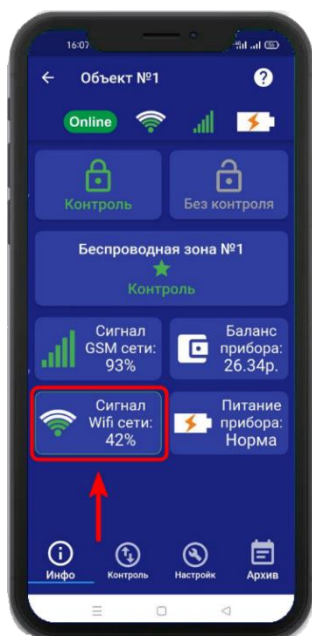 16:07
Объект №1
?
Online
Контроль
Без контроля
Беспроводная зона №1
Контроль
Сигнал
GSM сети:
93%
Баланс
прибора:
26.34р.
Сигнал
Wifi сети:
42%
Питание
прибора:
Норма
Инфо
Контроль
Настройк
Архив